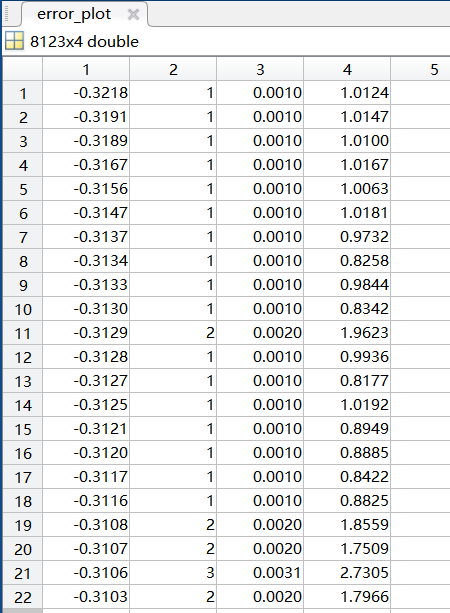 error_plot
8123x4 double
1 2 3 4 5
1 -0.3218 1 0.0010 1.0124
2 -0.3191 1 0.0010 1.0147
3 -0.3189 1 0.0010 1.0100
4 -0.3167 1 0.0010 1.0167
5 -0.3156 1 0.0010 1.0063
6 -0.3147 1 0.0010 1.0181
7 -0.3137 1 0.0010 0.9732
8 -0.3134 1 0.0010 0.8258
9 -0.3133 1 0.0010 0.9844
10 -0.3130 1 0.0010 0.8342
11 -0.3129 2 0.0020 1.9623
12 -0.3128 1 0.0010 0.9936
13 -0.3127 1 0.0010 0.8177
14 -0.3125 1 0.0010 1.0192
15 -0.3121 1 0.0010 0.8949
16 -0.3120 1 0.0010 0.8885
17 -0.3117 1 0.0010 0.8422
18 -0.3116 1 0.0010 0.8825
19 -0.3108 2 0.0020 1.8559
20 -0.3107 2 0.0020 1.7509
21 -0.3106 3 0.0031 2.7305
22 -0.3103 2 0.0020 1.7966